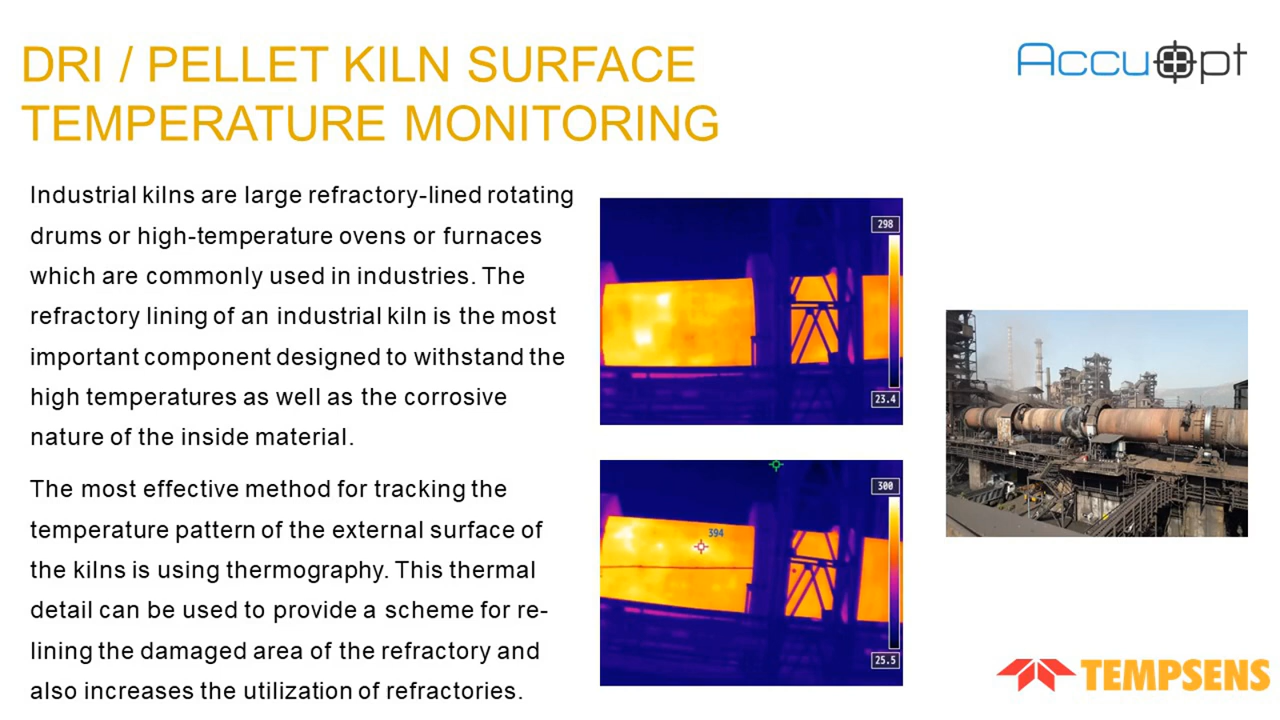 DRI / PELLET KILN SURFACE
TEMPERATURE MONITORING
AccuOpt
Industrial kilns are large refractory-lined rotating
drums or high-temperature ovens or furnaces
which are commonly used in industries. The
refractory lining of an industrial kiln is the most
important component designed to withstand the
high temperatures as well as the corrosive
nature of the inside material.
The most effective method for tracking the
temperature pattern of the external surface of
the kilns is using thermography. This thermal
detail can be used to provide a scheme for re-
lining the damaged area of the refractory and
also increases the utilization of refractories.
298
23.4
300
394
25.5
TEMPSENS